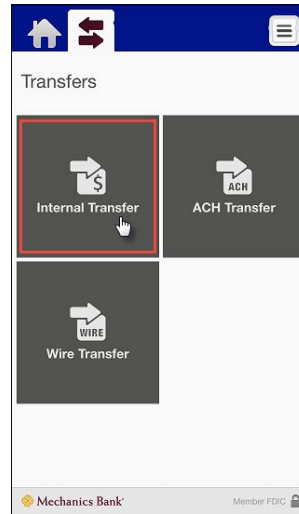 Transfers
$
Internal Transfer
ACH
ACH Transfer
WIRE
Wire Transfer
Mechanics Bank
Member FDIC